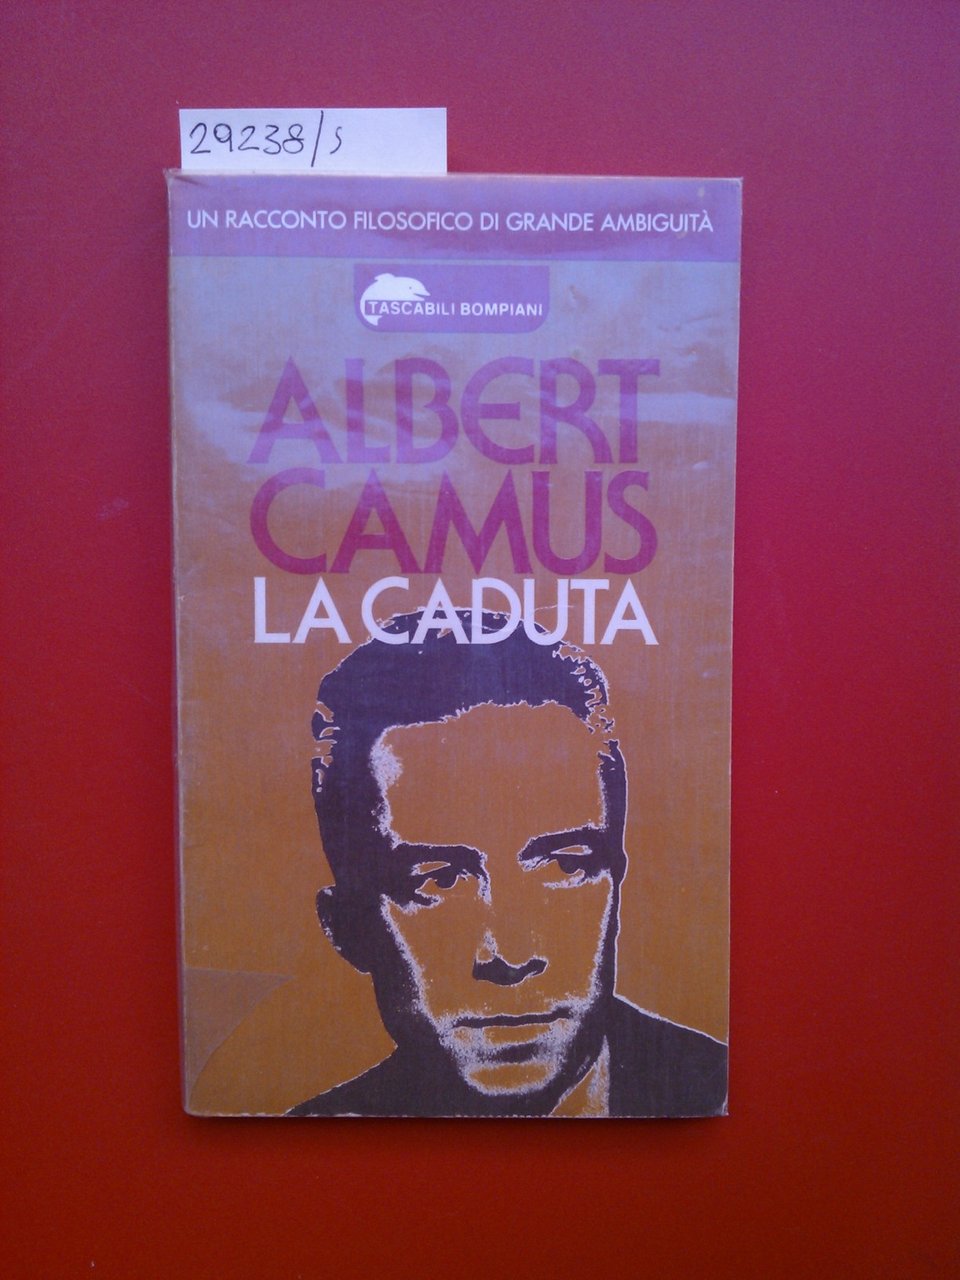 29238/s
UN RACCONTO FILOSOFICO DI GRANDE AMBIGUITÀ
TASCABILI BOMPIANI
ALBERT
CAMUS
LA CADUTA